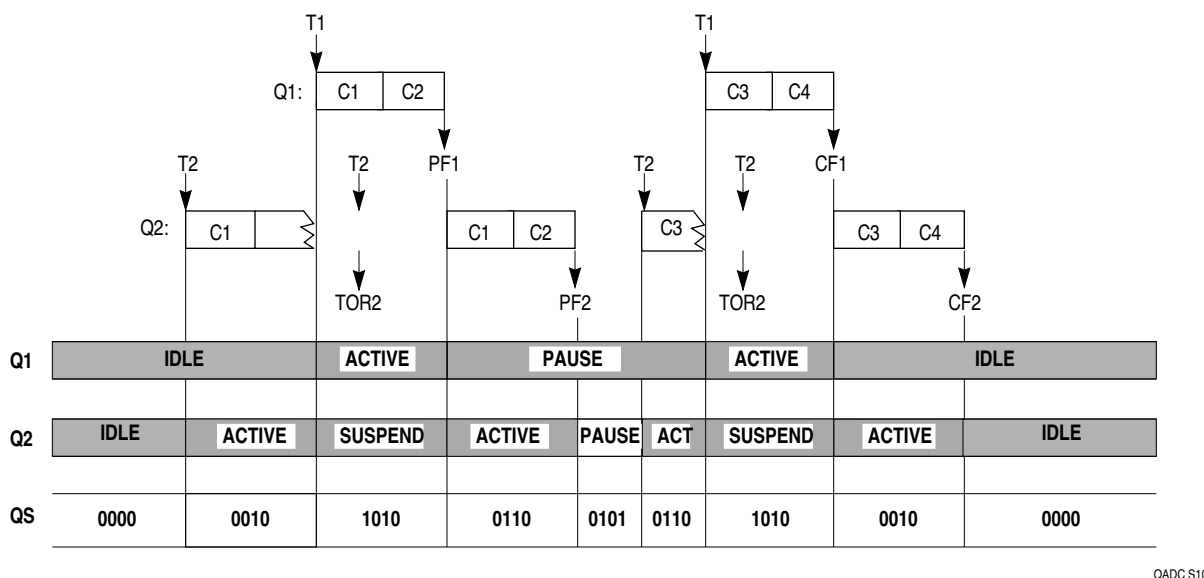 T1 T1
Q1: C1 C2 C3 C4
T2 T2 PF1 T2 T2 CF1
Q2: C1 C1 C2 C3 C3 C4
TOR2 PF2 TOR2 CF2
Q1 IDLE ACTIVE PAUSE ACTIVE IDLE
Q2 IDLE ACTIVE SUSPEND ACTIVE PAUSE ACT SUSPEND ACTIVE IDLE
QS 0000 0010 1010 0110 0101 0110 1010 0010 0000
QADC